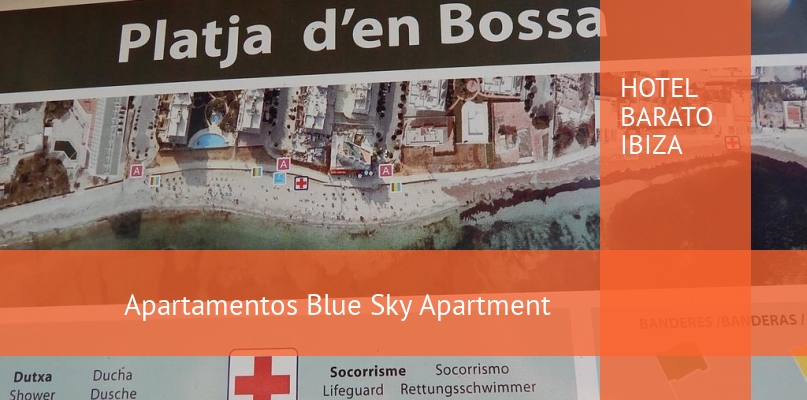 Platja d'en Bossa
HOTEL
BARATO
IBIZA
A
A
A
Apartamentos Blue Sky Apartment
BANDERES /BANDERAS /
Dutxa Ducha
Shower Dusche
Socorrisme Socorrismo
Lifeguard Rettungsschwimmer